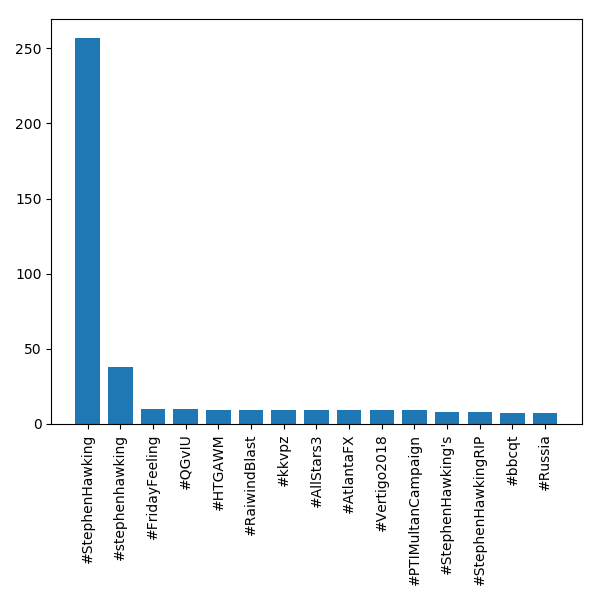 250
200
150
100
50
0
#StephenHawking
#stephenhawking
#FridayFeeling
#QGvIU
#HTGAWM
#RaiwindBlast
#kkvpz
#AllStars3
#AtlantaFX
#Vertigo2018
#PTIMultanCampaign
#StephenHawking's
#StephenHawkingRIP
#bbcqt
#Russia